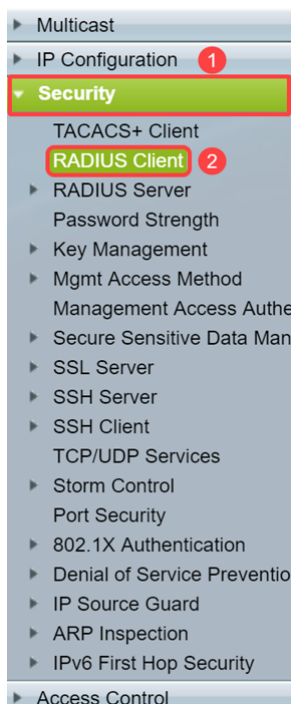 Multicast
IP Configuration 1
Security
TACACS+ Client
RADIUS Client 2
RADIUS Server
Password Strength
Key Management
Mgmt Access Method
Management Access Authe
Secure Sensitive Data Man
SSL Server
SSH Server
SSH Client
TCP/UDP Services
Storm Control
Port Security
802.1X Authentication
Denial of Service Preventio
IP Source Guard
ARP Inspection
IPv6 First Hop Security
Access Control